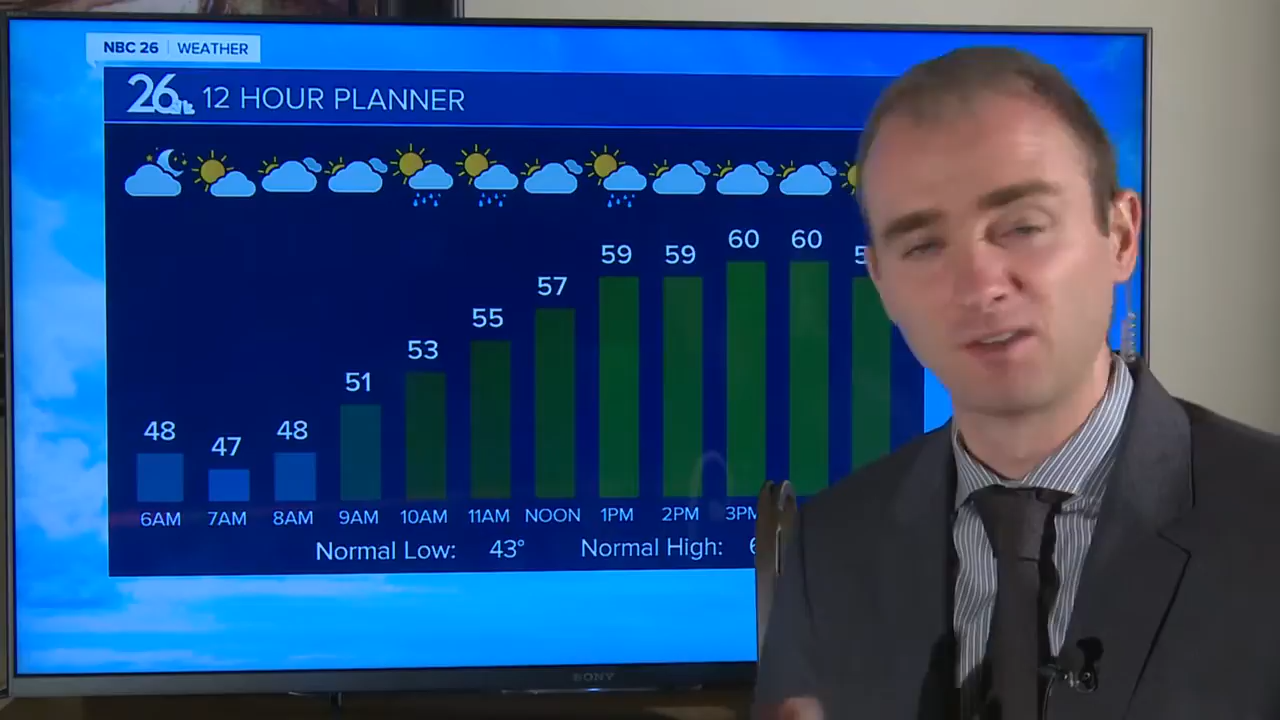 NBC 26 WEATHER
26 12 HOUR PLANNER
60 60
59 59
57
55
53
51
48 47 48
6AM 7AM 8AM 9AM 10AM 11AM NOON 1PM 2PM 3PM
Normal Low: 43° Normal High:
SONY